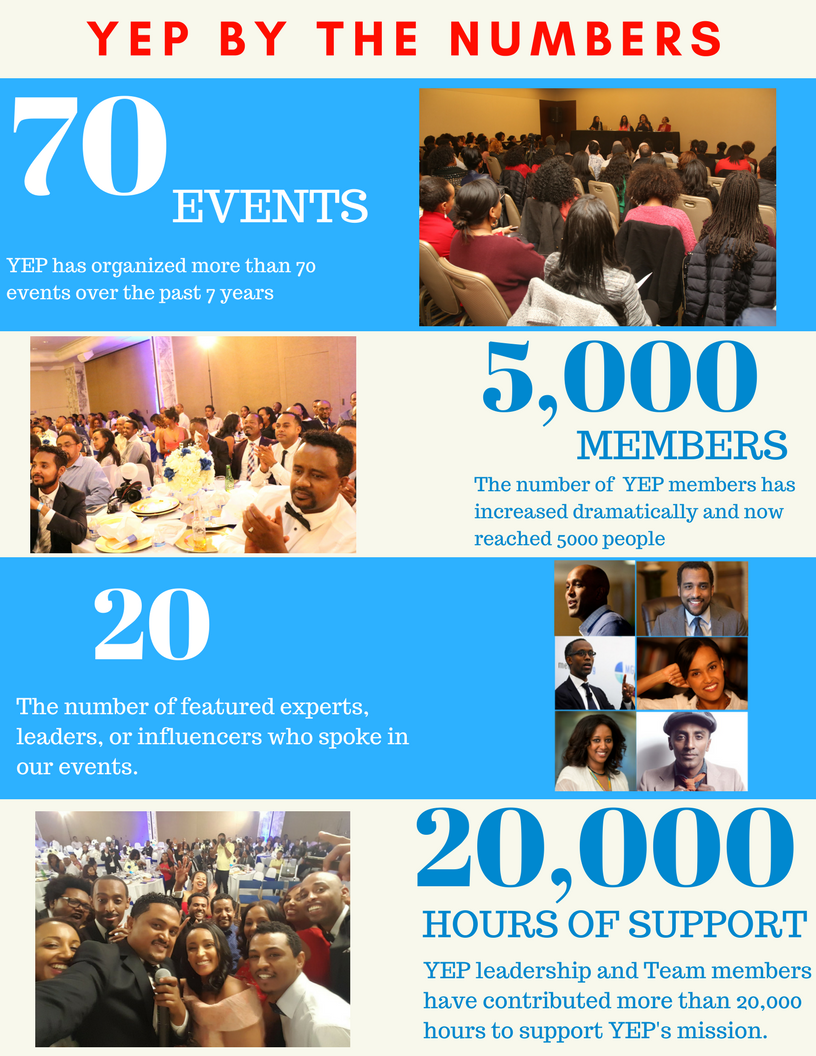 YEP BY THE NUMBERS
70
EVENTS
YEP has organized more than 70
events over the past 7 years
5,000
MEMBERS
The number of YEP members has
increased dramatically and now
reached 5000 people
20
The number of featured experts,
leaders, or influencers who spoke in
our events.
20,000
HOURS OF SUPPORT
YEP leadership and Team members
have contributed more than 20,000
hours to support YEP's mission.